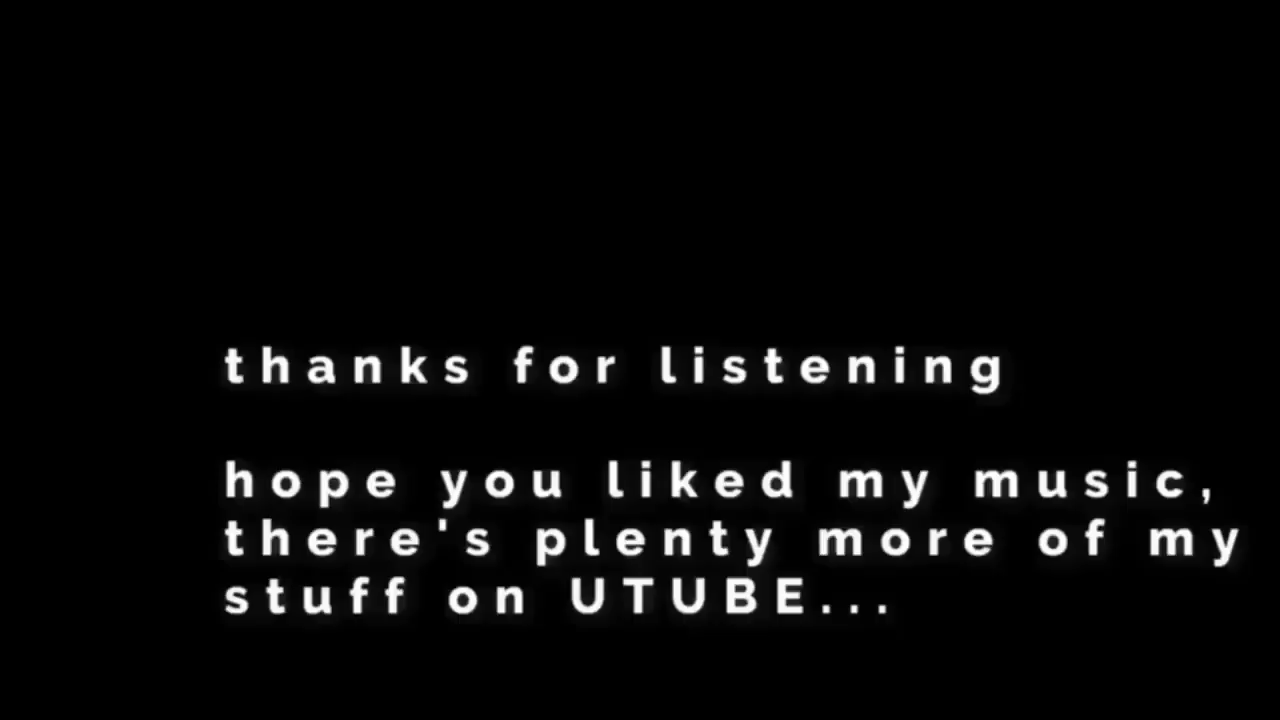 thanks for listening
hope you liked my music,
there's plenty more of my
stuff on UTUBE...